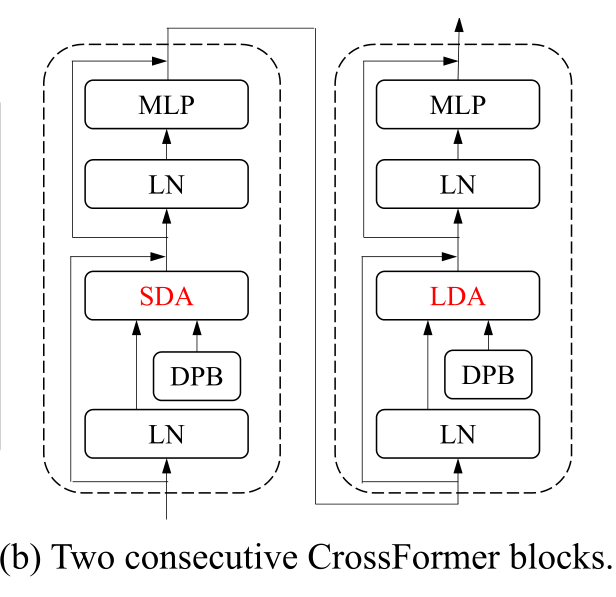 MLP
LN
SDA
DPB
LN
MLP
LN
LDA
DPB
LN
(b) Two consecutive CrossFormer blocks.